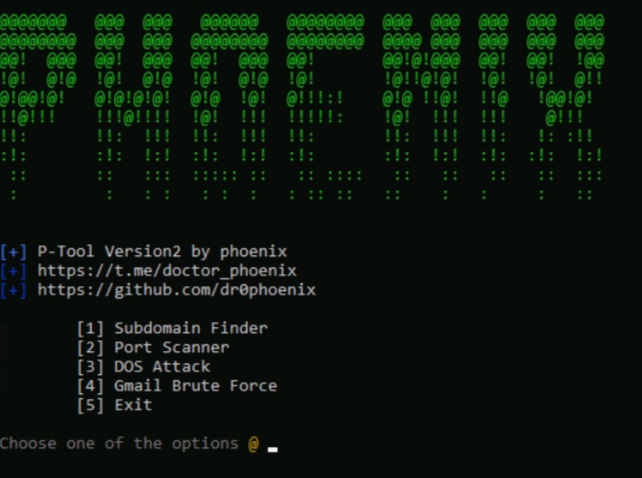 PHOENIX
[+] P-Tool Version2 by phoenix
[+] https://t.me/doctor_phoenix
[+] https://github.com/dr0phoenix
[1] Subdomain Finder
[2] Port Scanner
[3] DOS Attack
[4] Gmail Brute Force
[5] Exit
Choose one of the options @